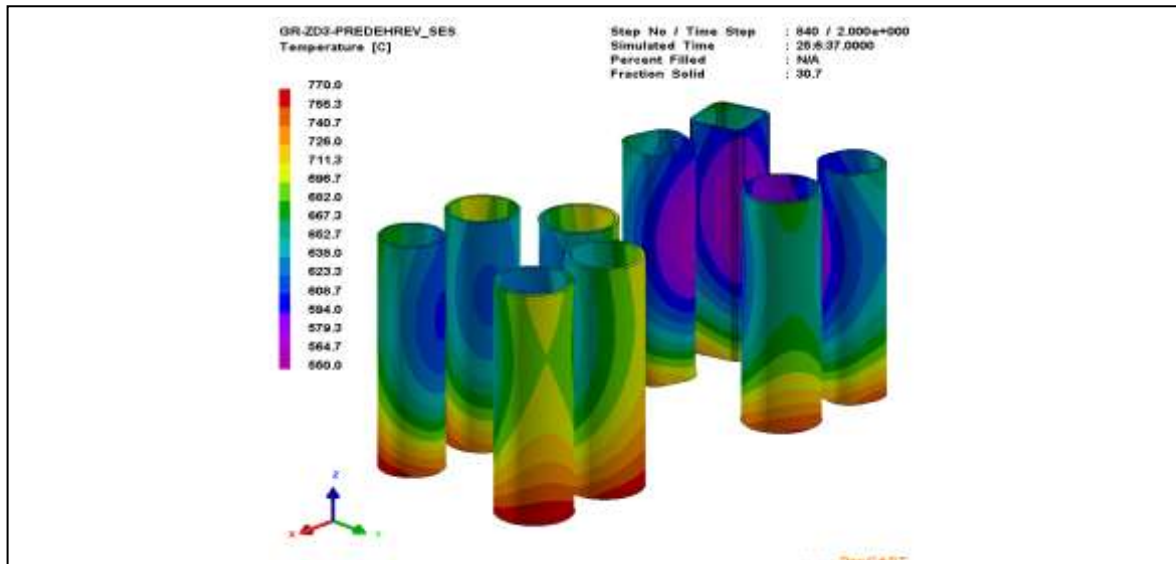 GR-ZD3-PREDEHREV_SES
Temperature [C]
Step No / Time Step : 840 / 2.000e+000
Simulated Time : 25:6:37.0000
Percent Filled : N/A
Fraction Solid : 30.7
770.0
755.3
740.7
726.0
711.3
696.7
682.0
667.3
652.7
638.0
623.3
608.7
594.0
579.3
564.7
550.0
Z
X
Y